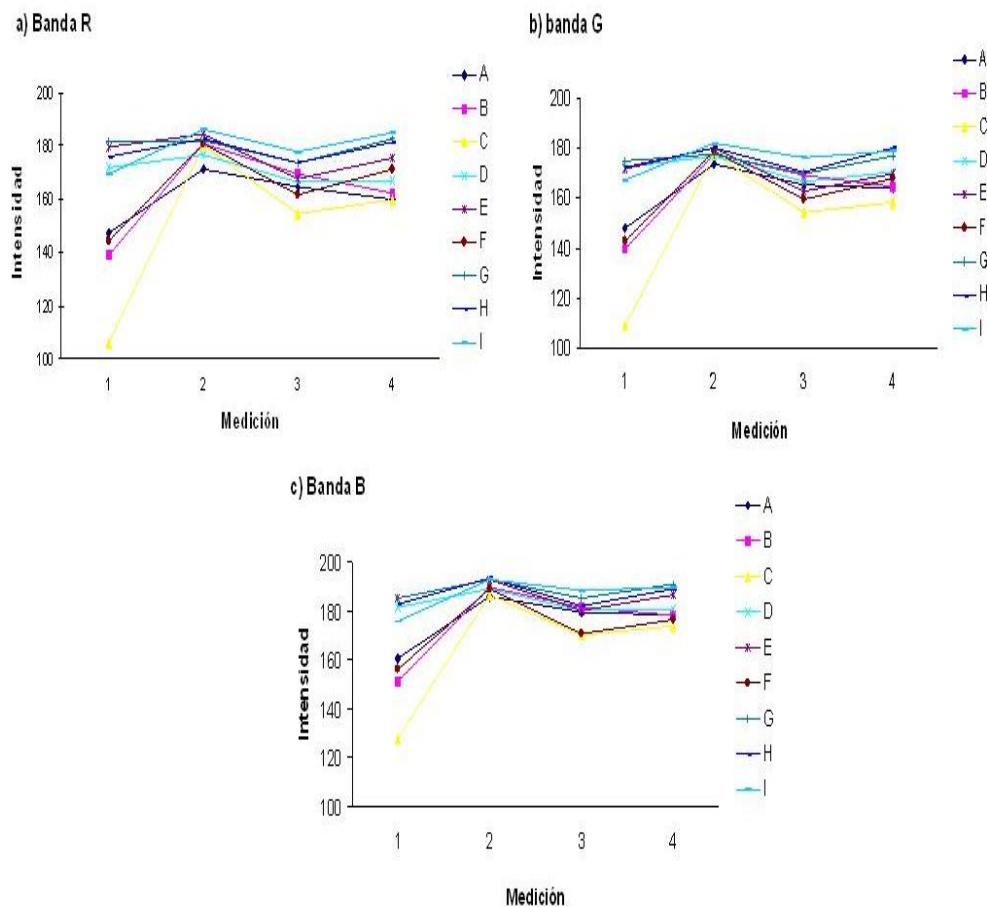 a) Banda R
Intensidad
200
180
160
140
120
100
1 2 3 4
Medición
A
B
C
D
E
F
G
H
I
b) banda G
Intensidad
200
180
160
140
120
100
1 2 3 4
Medición
A
B
C
D
E
F
G
H
I
c) Banda B
Intensidad
200
180
160
140
120
100
1 2 3 4
Medición
A
B
C
D
E
F
G
H
I